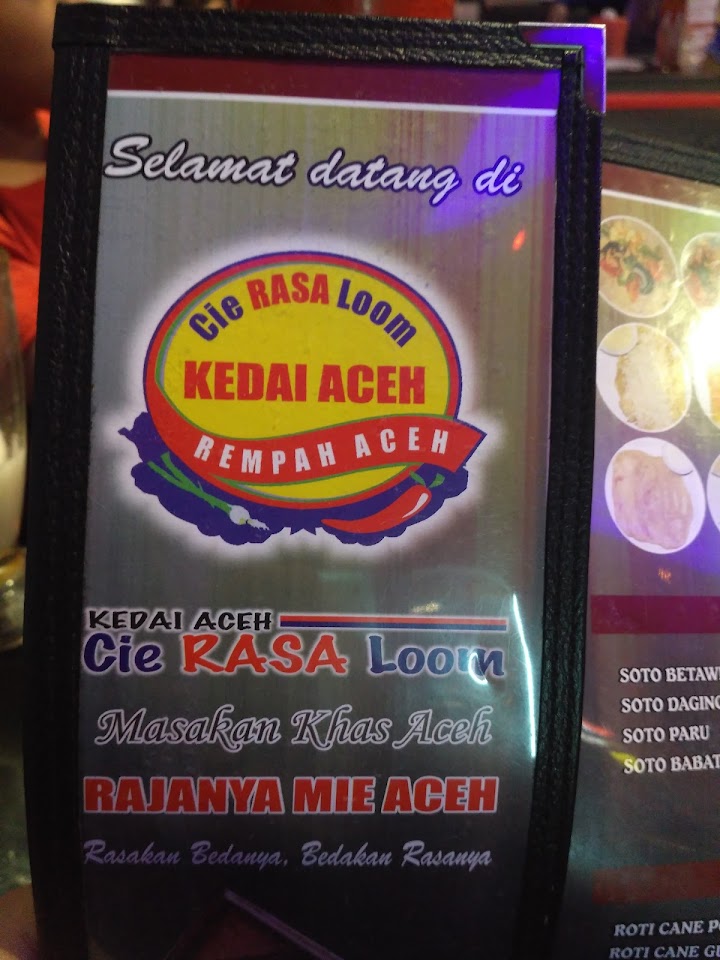 Selamat datang di
Cie RASA Loom
KEDAI ACEH
REMPAH ACEH
KEDAI ACEH
Cie RASA Loom
Masakan Khas Aceh
RAJANYA MIE ACEH
Rasakan Bedanya, Bedakan Rasanya
SOTO BETAWI
SOTO DAGING
SOTO PARU
SOTO BABAT
ROTI CANE
ROTI CANE